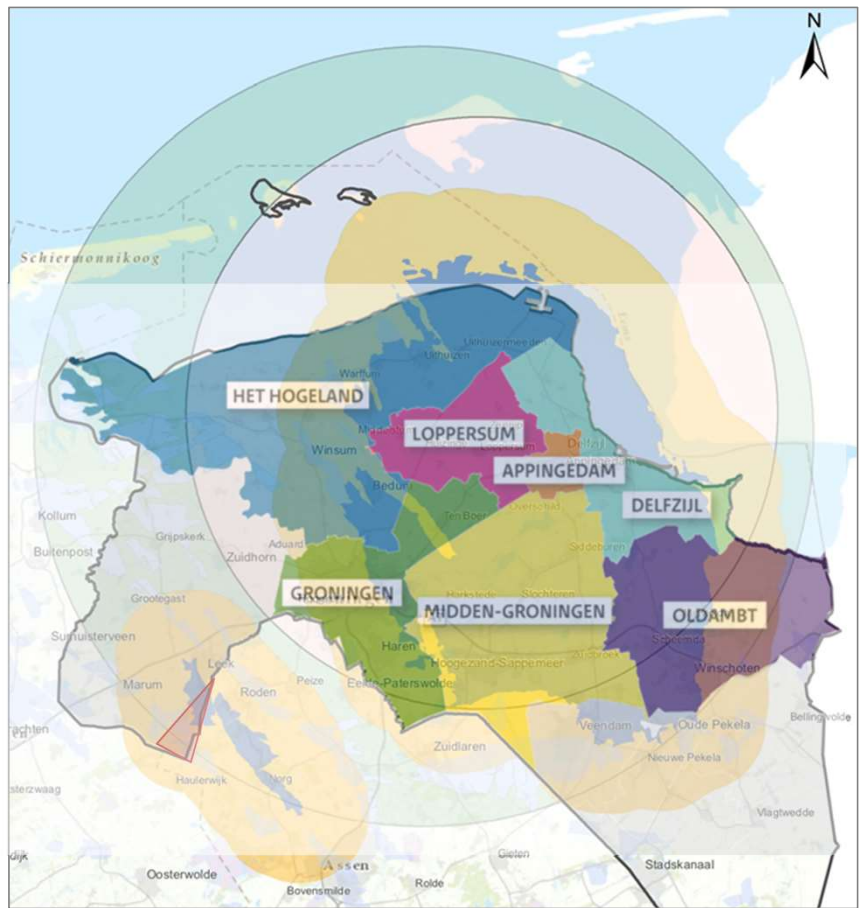 N
Schiermonnikoog
Uithuizermeeden
Uithuizen
Warffum
HET HOGELAND
LOPPERSUM
Delfzijl
Winsum
APPINGEDAM
Bedum
DELFZIJL
Kollum
Ten Boer
Overschild
Buitenpost
Grijpskerk
Aduard
Siddeburen
Zuidhorn
Grootegast
GRONINGEN
Harkstede
Slochteren
MIDDEN-GRONINGEN
OLDAMBT
Surhuisterveen
Haren
Scheemda
Leek
Hoogezand-Sappemeer
Zuidbroek
Winschoten
Marum
Roden
Peize
Eelde-Paterswolde
Zuidlaren
Veendam
Oude Pekela
Bellingwolde
Nieuwe Pekela
Haulerwijk
Norg
Vlagtwedde
Gieten
Assen
Stadskanaal
Oosterwolde
Rolde
Bovensmilde